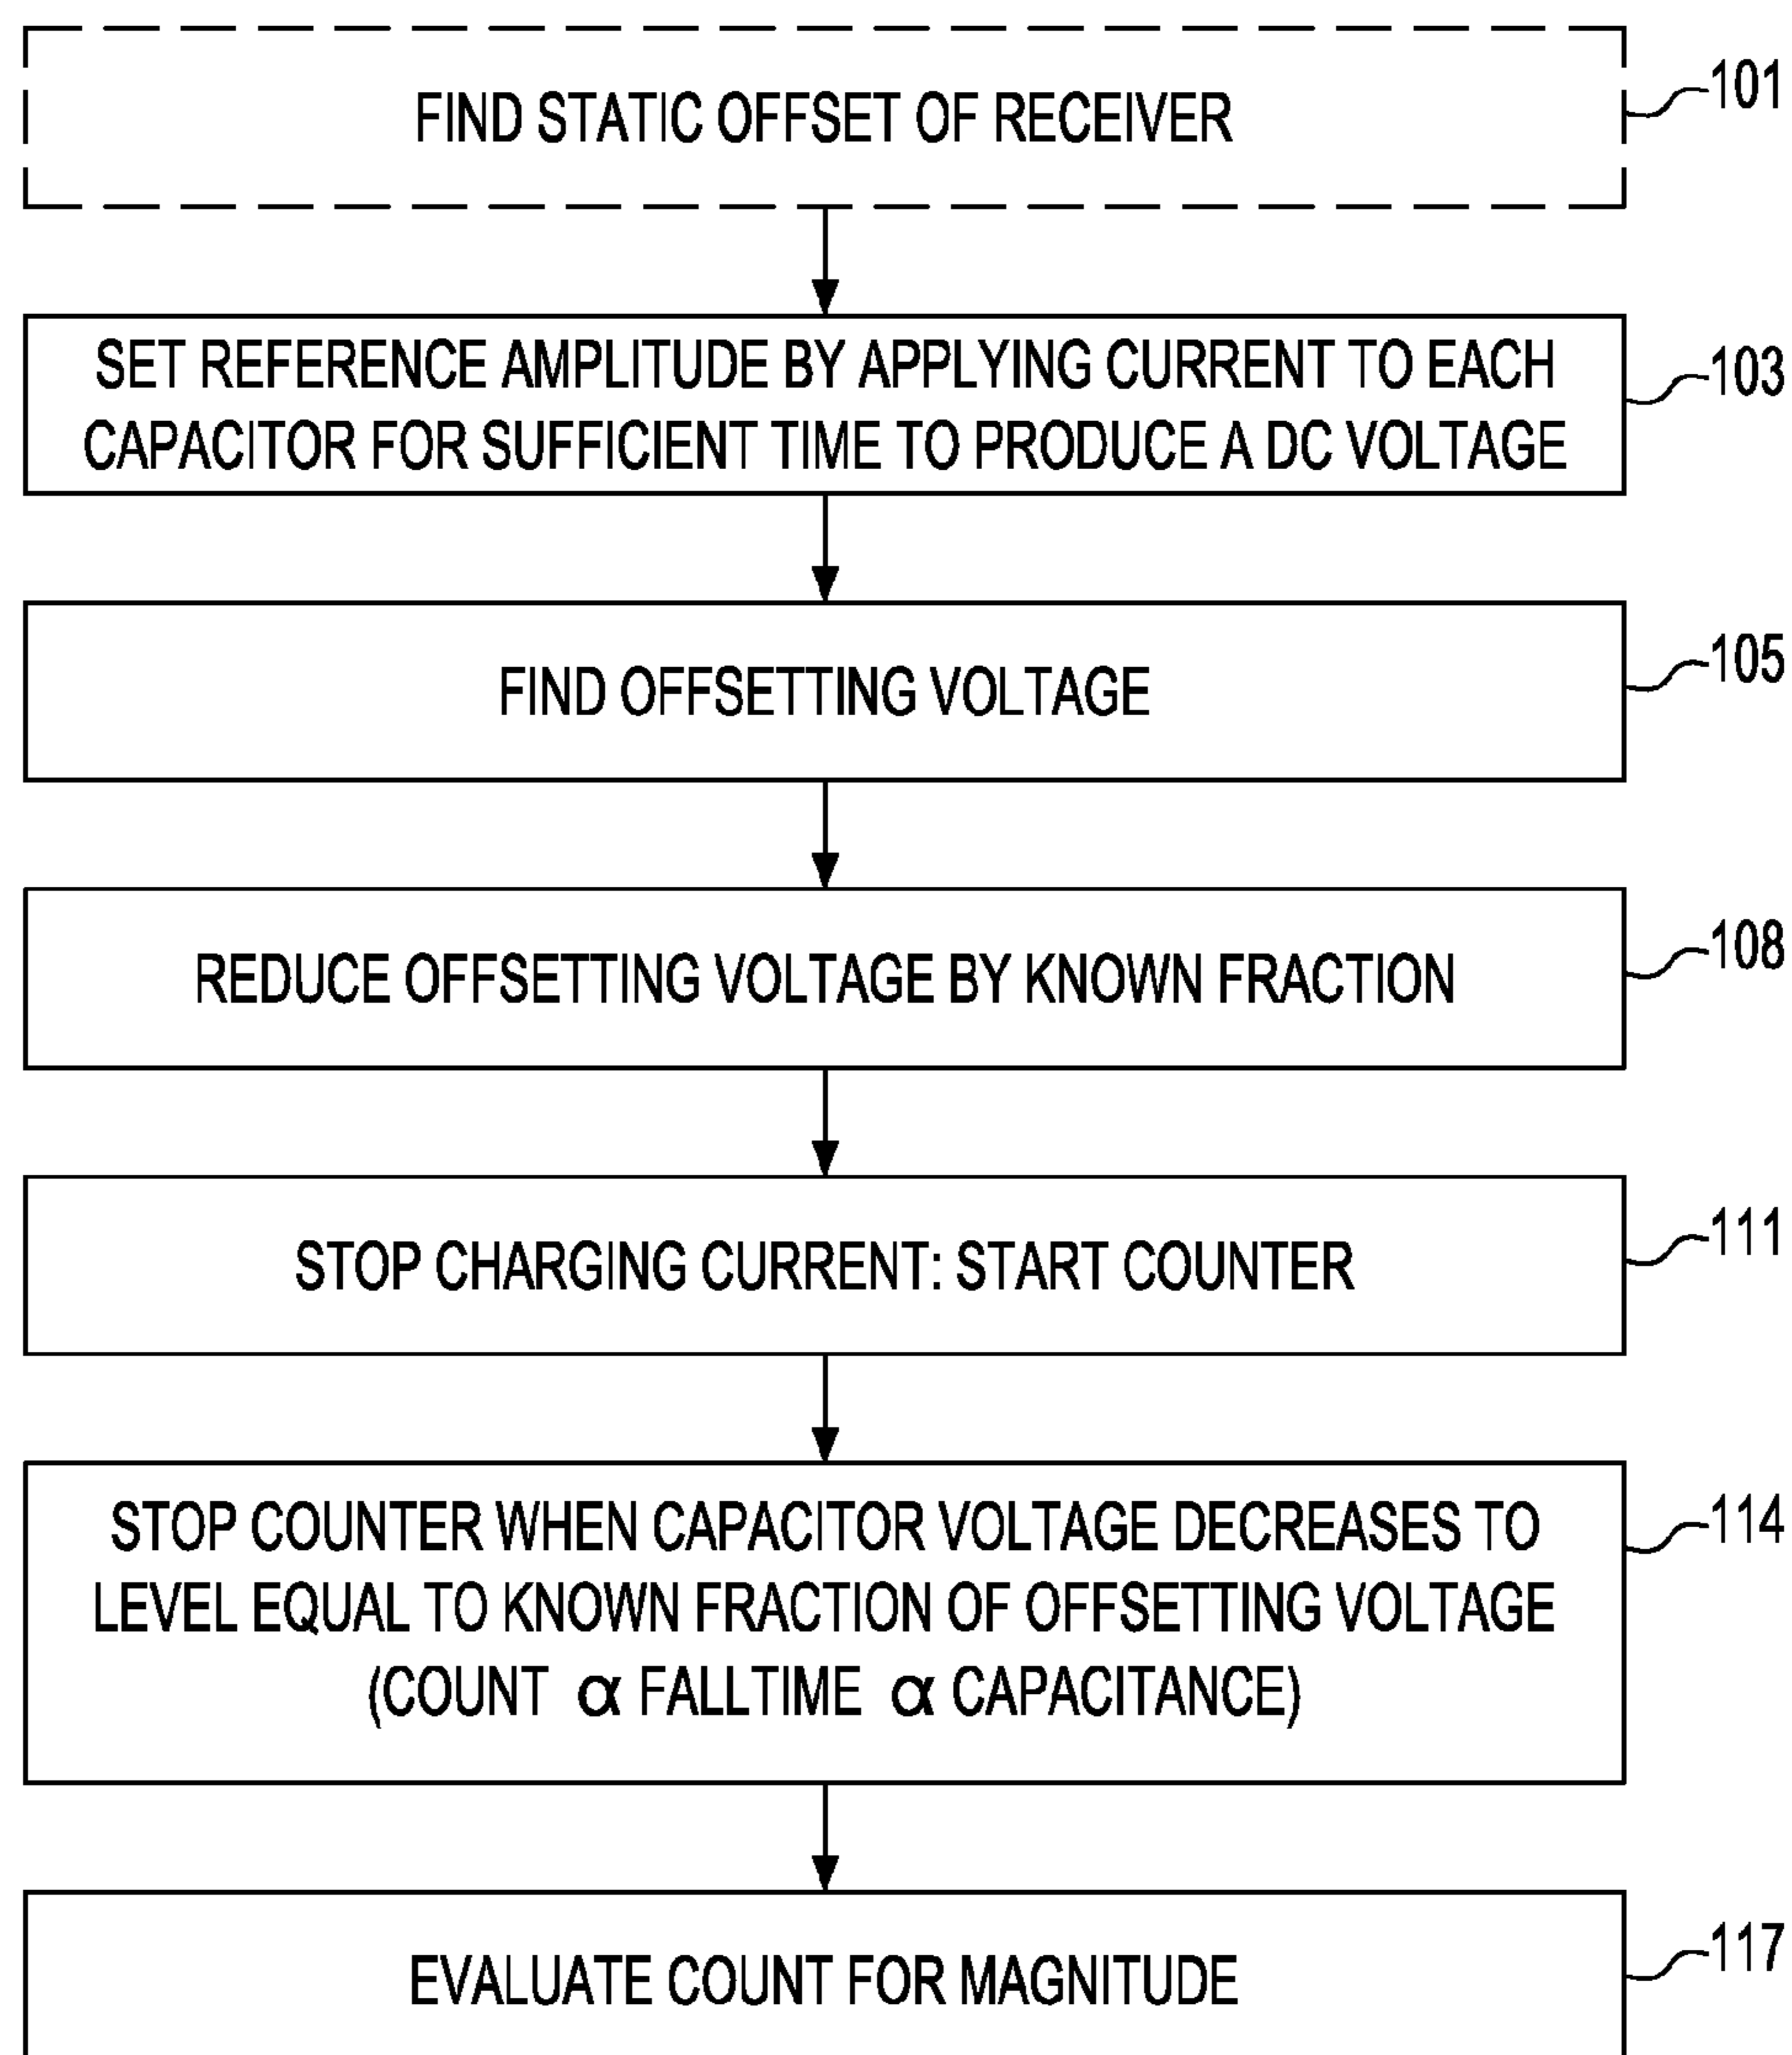 FIND STATIC OFFSET OF RECEIVER
101
SET REFERENCE AMPLITUDE BY APPLYING CURRENT TO EACH
CAPACITOR FOR SUFFICIENT TIME TO PRODUCE A DC VOLTAGE
103
FIND OFFSETTING VOLTAGE
105
REDUCE OFFSETTING VOLTAGE BY KNOWN FRACTION
108
STOP CHARGING CURRENT: START COUNTER
111
STOP COUNTER WHEN CAPACITOR VOLTAGE DECREASES TO
LEVEL EQUAL TO KNOWN FRACTION OF OFFSETTING VOLTAGE
(COUNT α FALLTIME α CAPACITANCE)
114
EVALUATE COUNT FOR MAGNITUDE
117